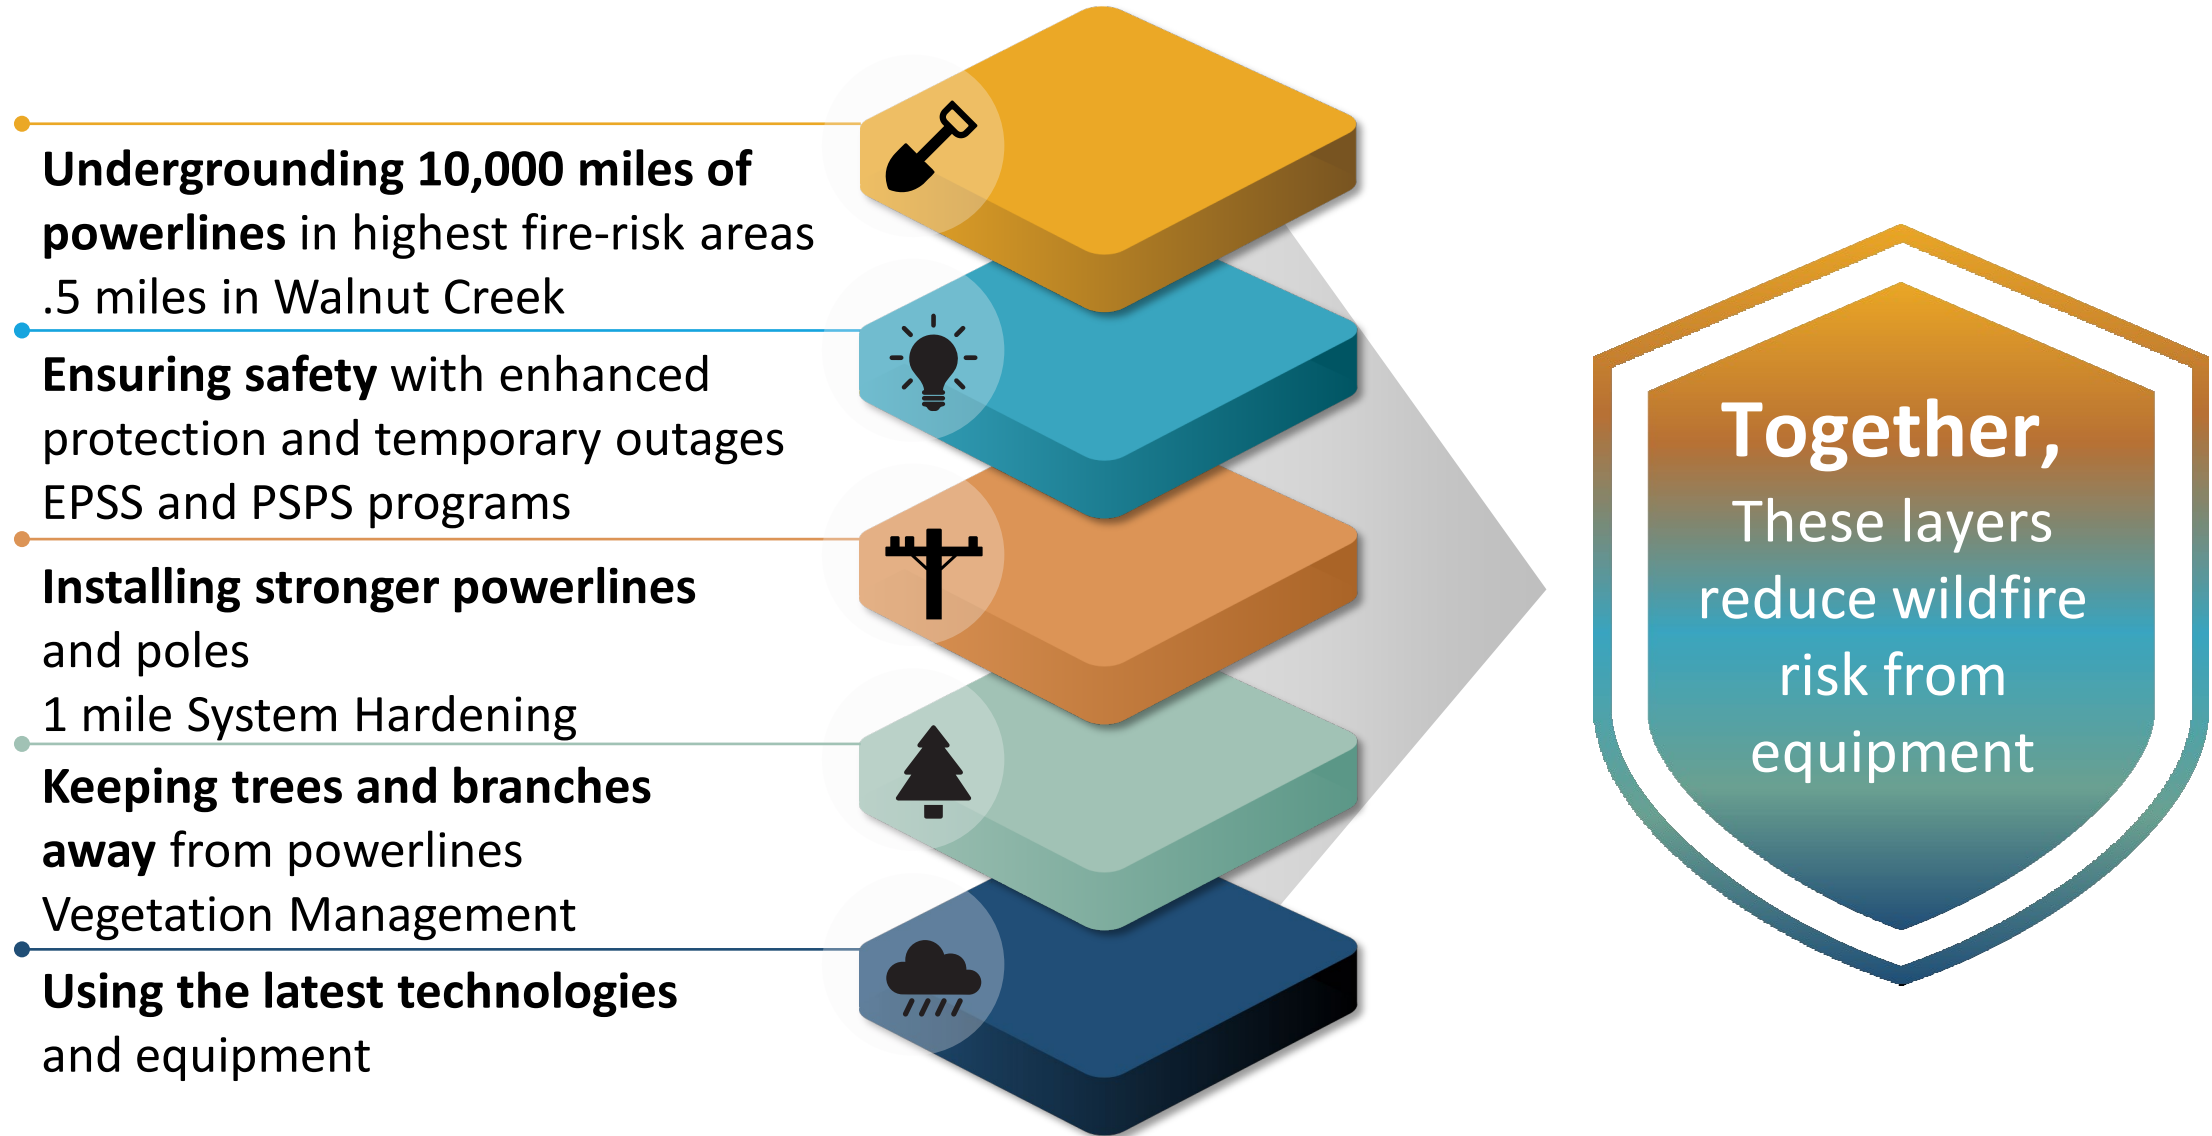 Undergrounding 10,000 miles of
powerlines in highest fire-risk areas
.5 miles in Walnut Creek
Ensuring safety with enhanced
protection and temporary outages
EPSS and PSPS programs
Installing stronger powerlines
and poles
1 mile System Hardening
Keeping trees and branches
away from powerlines
Vegetation Management
Using the latest technologies
and equipment
Together,
These layers
reduce wildfire
risk from
equipment